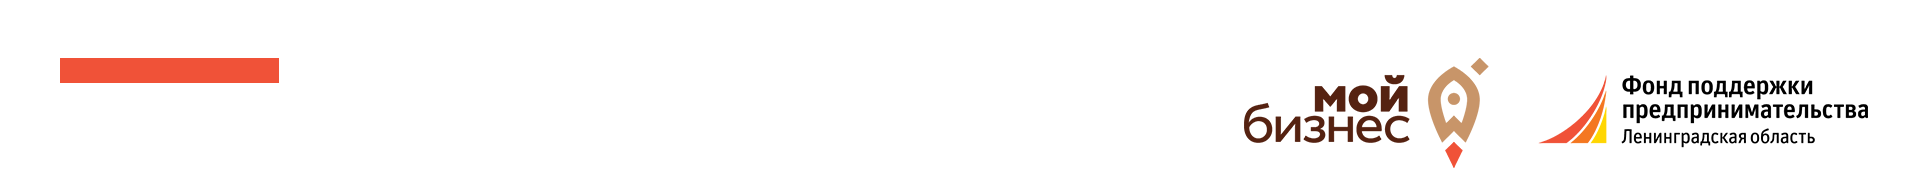 мой
бизнес
Фонд поддержки
предпринимательства
Ленинградская область